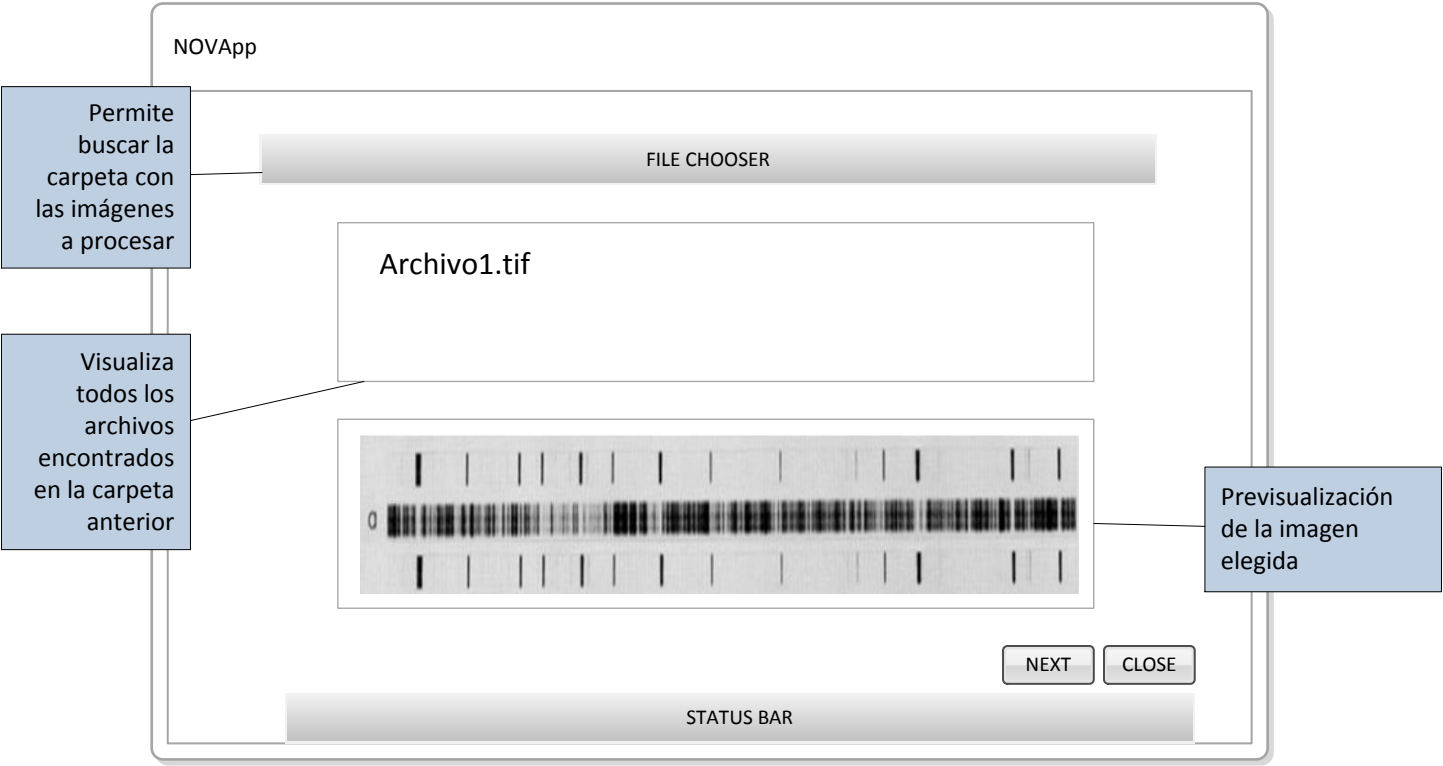 NOVApp
Permite
buscar la
carpeta con
las imágenes
a procesar
FILE CHOOSER
Archivo1.tif
Visualiza
todos los
archivos
encontrados
en la carpeta
anterior
Previsualización
de la imagen
elegida
NEXT
CLOSE
STATUS BAR